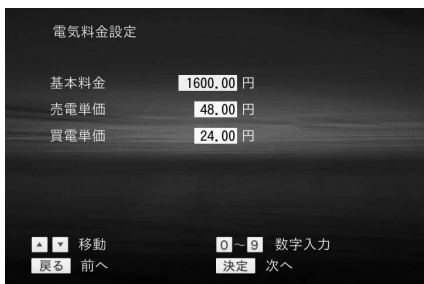 電気料金設定
基本料金 1600.00 円
売電単価 48.00 円
買電単価 24.00 円
▲ ▼ 移動 0~9 数字入力
戻る 前へ 決定 次へ